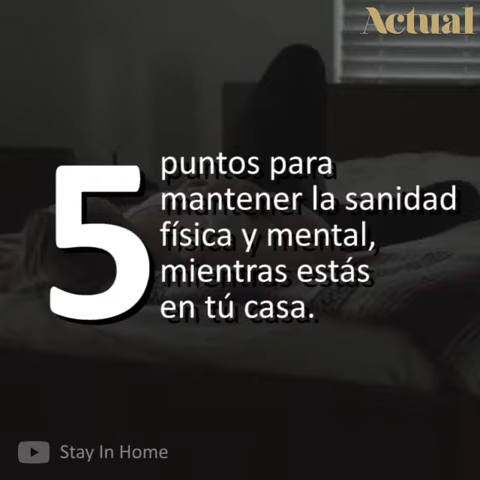 Actual
5
puntos para
mantener la sanidad
física y mental,
mientras estás
en tú casa.
Stay In Home